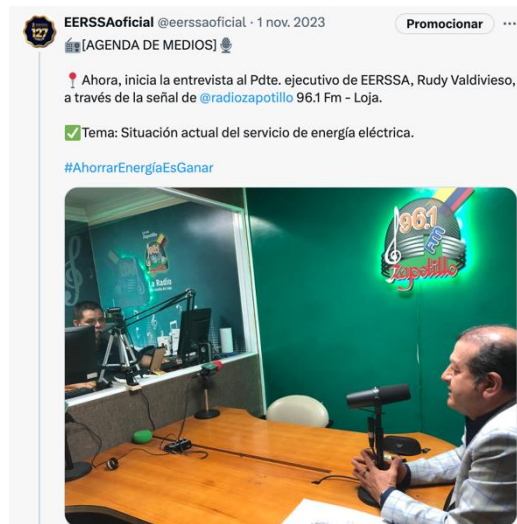 EERSSAoficial @eerssaoficial · 1 nov. 2023
Promocionar
127
📻[AGENDA DE MEDIOS]🎙️
📍Ahora, inicia la entrevista al Pdte. ejecutivo de EERSSA, Rudy Valdivieso,
a través de la señal de @radiozapotillo 96.1 Fm - Loja.
✅Tema: Situación actual del servicio de energía eléctrica.
#AhorrarEnergíaEsGanar
96.1
Zapotillo
La Radio